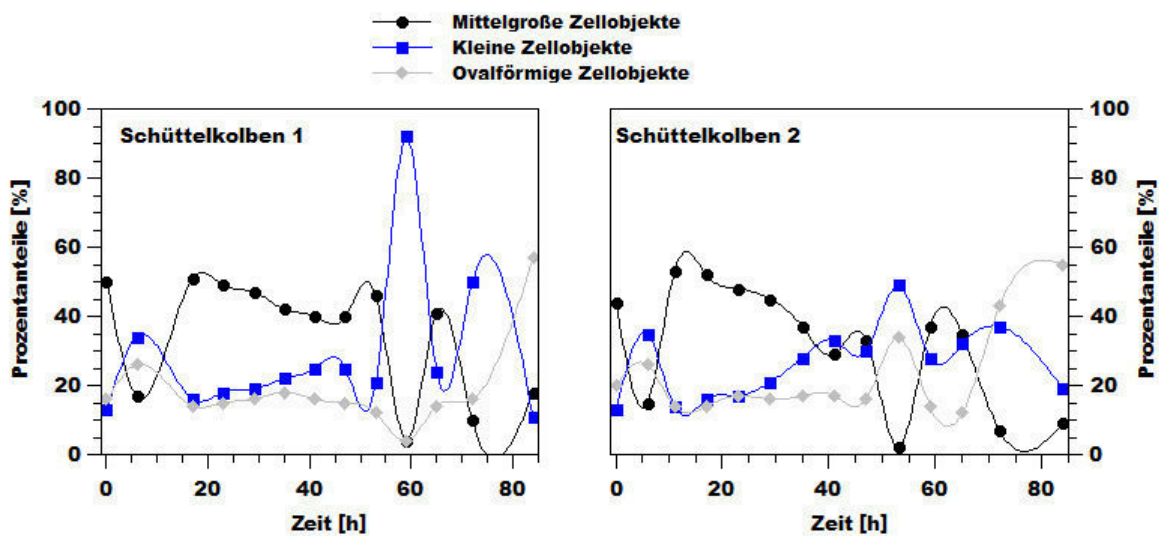 Mittelgroße Zellobjekte
Kleine Zellobjekte
Ovalförmige Zellobjekte
100
80
60
40
20
0
Prozentanteile [%]
Schüttelkolben 1
0 20 40 60 80
Zeit [h]
Schüttelkolben 2
0 20 40 60 80
Zeit [h]
100
80
60
40
20
0
Prozentanteile [%]